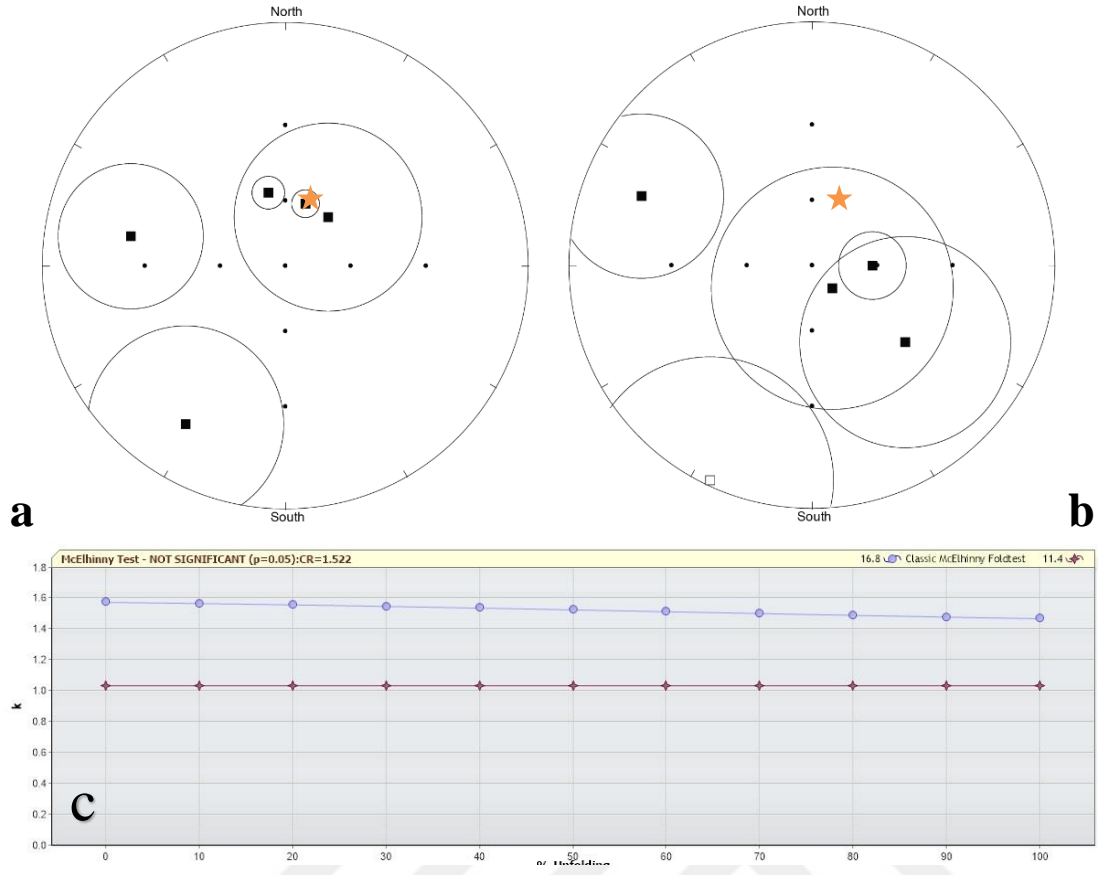 North
North
South
South
a
b
McElhinny Test - NOT SIGNIFICANT (p=0.05):CR=1.522
16.8 Classic McElhinny Foldtest 11.4
1.8
1.6
1.4
1.2
1.0
0.8
0.6
0.4
0.2
0.0
k
c
0 10 20 30 40 50 60 70 80 90 100
% Unfolding